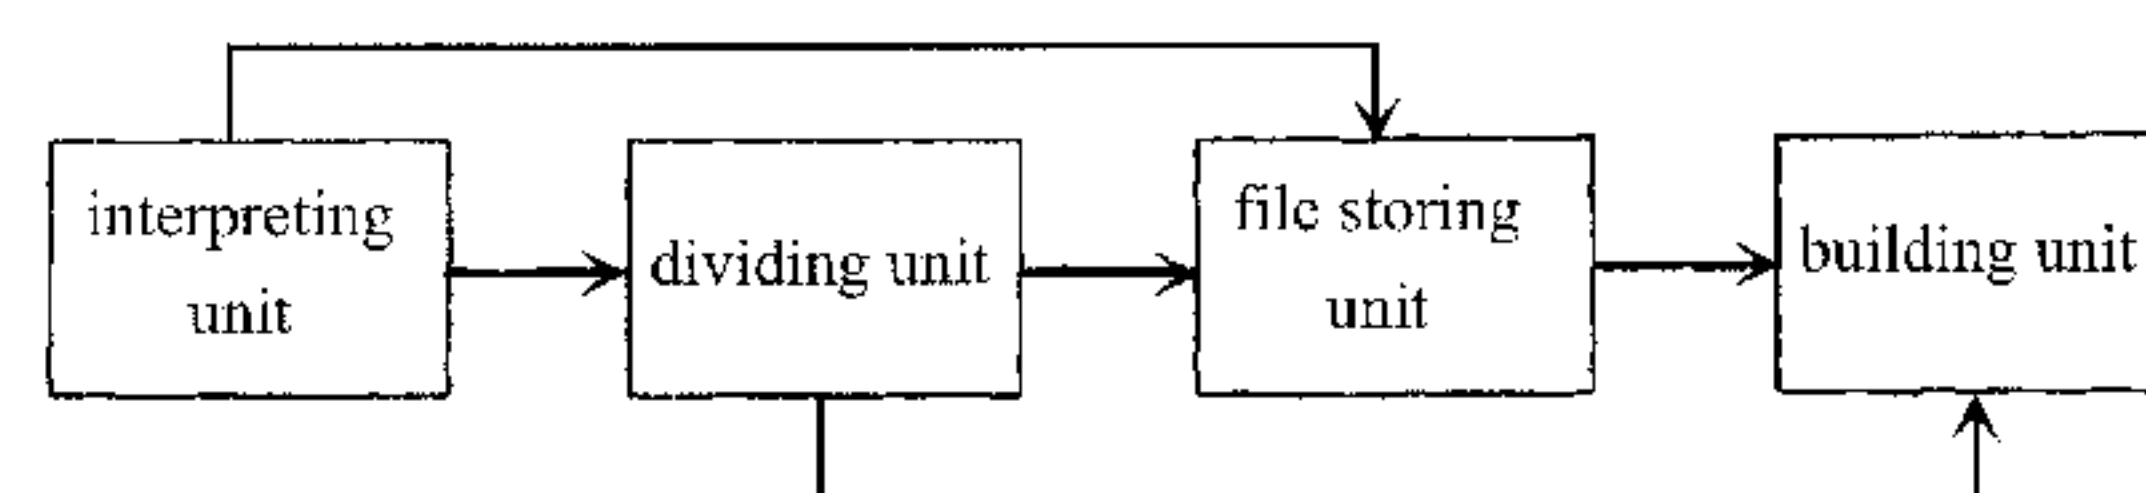 interpreting
unit
dividing unit
file storing
unit
building unit